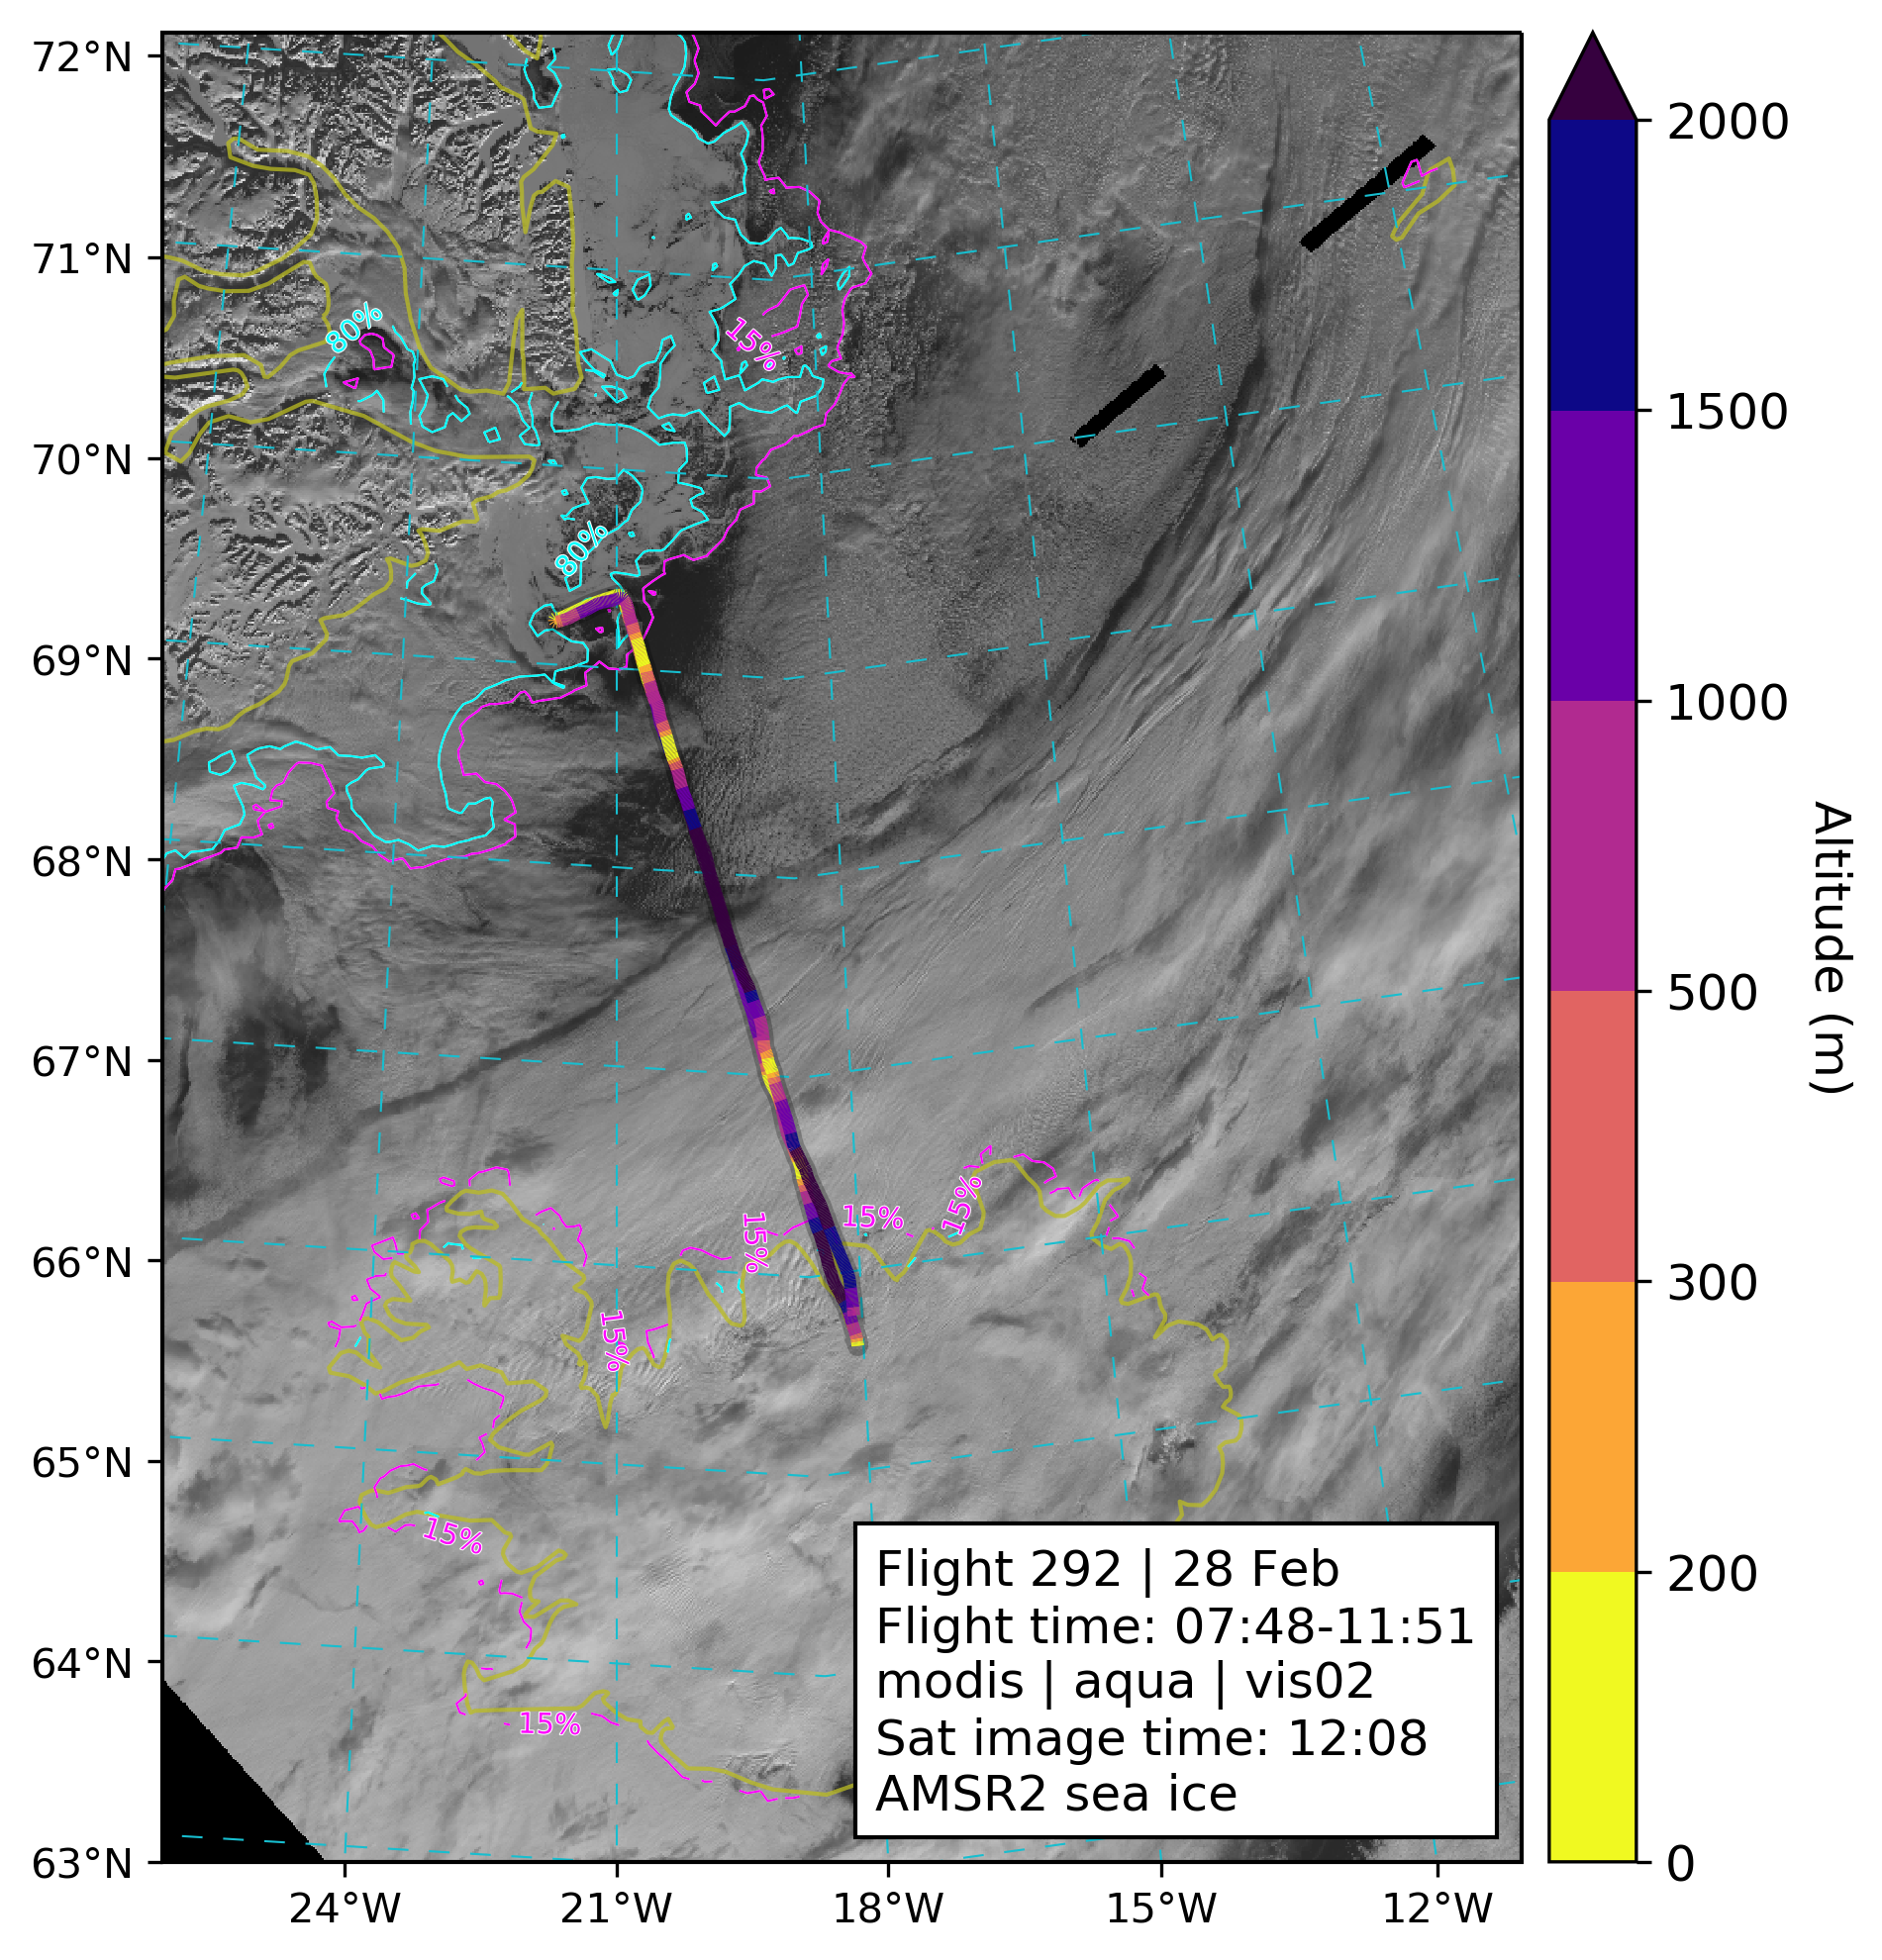 72°N
71°N
70°N
69°N
68°N
67°N
66°N
65°N
64°N
63°N
24°W
21°W
18°W
15°W
12°W
80%
15%
80%
15%
15%
15%
15%
15%
15%
Flight 292 | 28 Feb
Flight time: 07:48-11:51
modis | aqua | vis02
Sat image time: 12:08
AMSR2 sea ice
2000
1500
1000
500
300
200
0
Altitude (m)